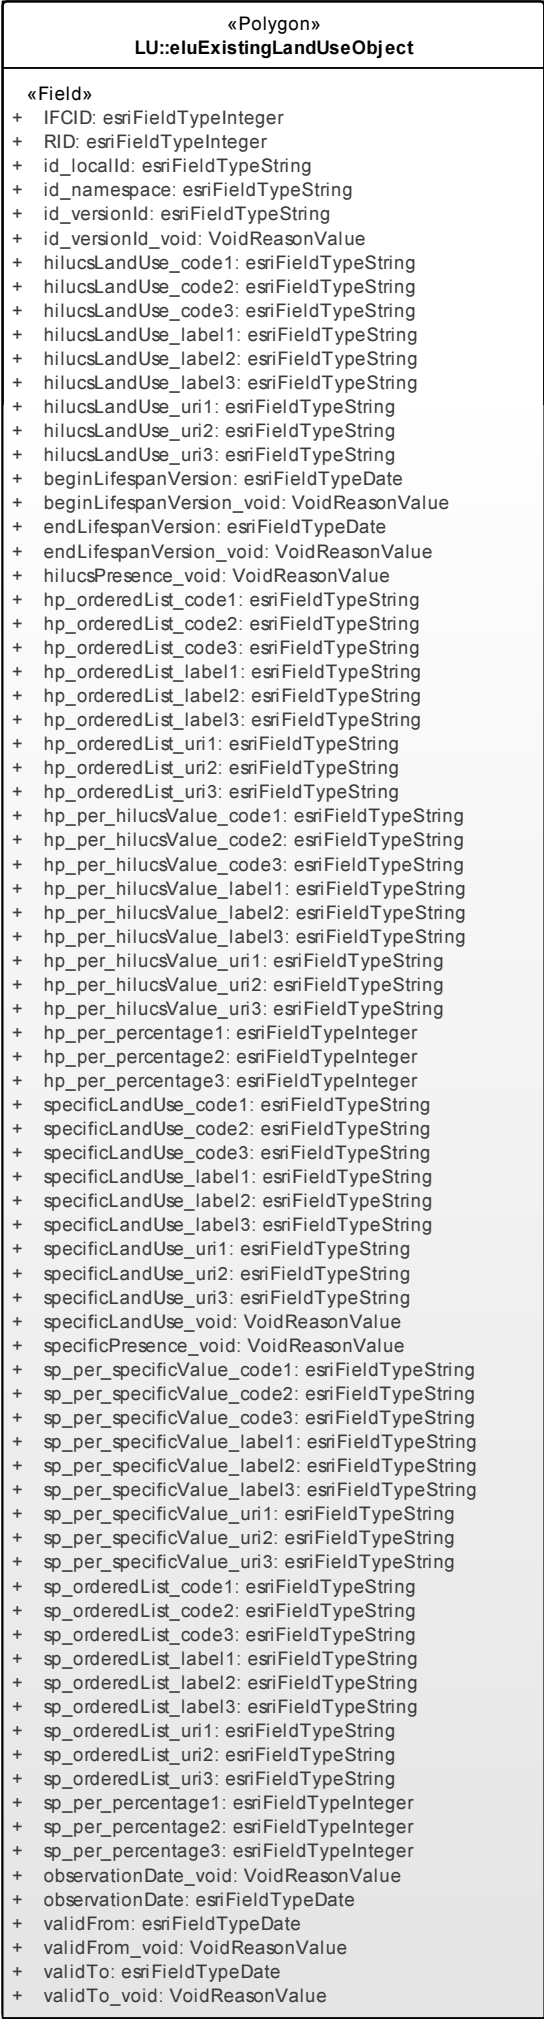 «Polygon»
LU::eluExistingLandUseObject
«Field»
+ IFCID: esriFieldTypeInteger
+ RID: esriFieldTypeInteger
+ id_localId: esriFieldTypeString
+ id_namespace: esriFieldTypeString
+ id_versionId: esriFieldTypeString
+ id_versionId_void: VoidReasonValue
+ hilucsLandUse_code1: esriFieldTypeString
+ hilucsLandUse_code2: esriFieldTypeString
+ hilucsLandUse_code3: esriFieldTypeString
+ hilucsLandUse_label1: esriFieldTypeString
+ hilucsLandUse_label2: esriFieldTypeString
+ hilucsLandUse_label3: esriFieldTypeString
+ hilucsLandUse_uri1: esriFieldTypeString
+ hilucsLandUse_uri2: esriFieldTypeString
+ hilucsLandUse_uri3: esriFieldTypeString
+ beginLifespanVersion: esriFieldTypeDate
+ beginLifespanVersion_void: VoidReasonValue
+ endLifespanVersion: esriFieldTypeDate
+ endLifespanVersion_void: VoidReasonValue
+ hilucsPresence_void: VoidReasonValue
+ hp_orderedList_code1: esriFieldTypeString
+ hp_orderedList_code2: esriFieldTypeString
+ hp_orderedList_code3: esriFieldTypeString
+ hp_orderedList_label1: esriFieldTypeString
+ hp_orderedList_label2: esriFieldTypeString
+ hp_orderedList_label3: esriFieldTypeString
+ hp_orderedList_uri1: esriFieldTypeString
+ hp_orderedList_uri2: esriFieldTypeString
+ hp_orderedList_uri3: esriFieldTypeString
+ hp_per_hilucsValue_code1: esriFieldTypeString
+ hp_per_hilucsValue_code2: esriFieldTypeString
+ hp_per_hilucsValue_code3: esriFieldTypeString
+ hp_per_hilucsValue_label1: esriFieldTypeString
+ hp_per_hilucsValue_label2: esriFieldTypeString
+ hp_per_hilucsValue_label3: esriFieldTypeString
+ hp_per_hilucsValue_uri1: esriFieldTypeString
+ hp_per_hilucsValue_uri2: esriFieldTypeString
+ hp_per_hilucsValue_uri3: esriFieldTypeString
+ hp_per_percentage1: esriFieldTypeInteger
+ hp_per_percentage2: esriFieldTypeInteger
+ hp_per_percentage3: esriFieldTypeInteger
+ specificLandUse_code1: esriFieldTypeString
+ specificLandUse_code2: esriFieldTypeString
+ specificLandUse_code3: esriFieldTypeString
+ specificLandUse_label1: esriFieldTypeString
+ specificLandUse_label2: esriFieldTypeString
+ specificLandUse_label3: esriFieldTypeString
+ specificLandUse_uri1: esriFieldTypeString
+ specificLandUse_uri2: esriFieldTypeString
+ specificLandUse_uri3: esriFieldTypeString
+ specificLandUse_void: VoidReasonValue
+ specificPresence_void: VoidReasonValue
+ sp_per_specificValue_code1: esriFieldTypeString
+ sp_per_specificValue_code2: esriFieldTypeString
+ sp_per_specificValue_code3: esriFieldTypeString
+ sp_per_specificValue_label1: esriFieldTypeString
+ sp_per_specificValue_label2: esriFieldTypeString
+ sp_per_specificValue_label3: esriFieldTypeString
+ sp_per_specificValue_uri1: esriFieldTypeString
+ sp_per_specificValue_uri2: esriFieldTypeString
+ sp_per_specificValue_uri3: esriFieldTypeString
+ sp_orderedList_code1: esriFieldTypeString
+ sp_orderedList_code2: esriFieldTypeString
+ sp_orderedList_code3: esriFieldTypeString
+ sp_orderedList_label1: esriFieldTypeString
+ sp_orderedList_label2: esriFieldTypeString
+ sp_orderedList_label3: esriFieldTypeString
+ sp_orderedList_uri1: esriFieldTypeString
+ sp_orderedList_uri2: esriFieldTypeString
+ sp_orderedList_uri3: esriFieldTypeString
+ sp_per_percentage1: esriFieldTypeInteger
+ sp_per_percentage2: esriFieldTypeInteger
+ sp_per_percentage3: esriFieldTypeInteger
+ observationDate_void: VoidReasonValue
+ observationDate: esriFieldTypeDate
+ validFrom: esriFieldTypeDate
+ validFrom_void: VoidReasonValue
+ validTo: esriFieldTypeDate
+ validTo_void: VoidReasonValue